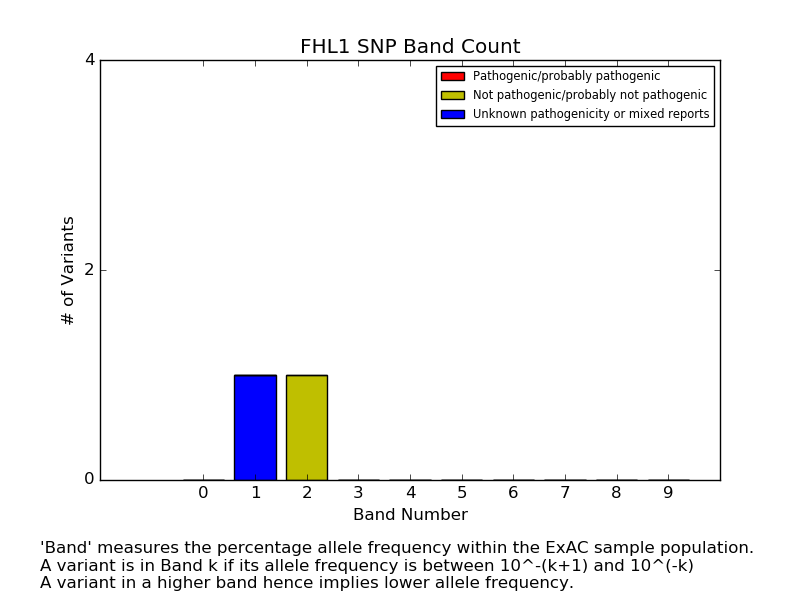 FHL1 SNP Band Count
Pathogenic/probably pathogenic
Not pathogenic/probably not pathogenic
Unknown pathogenicity or mixed reports
# of Variants
4
2
0
0 1 2 3 4 5 6 7 8 9
Band Number
'Band' measures the percentage allele frequency within the ExAC sample population.
A variant is in Band k if its allele frequency is between 10^-(k+1) and 10^(-k)
A variant in a higher band hence implies lower allele frequency.